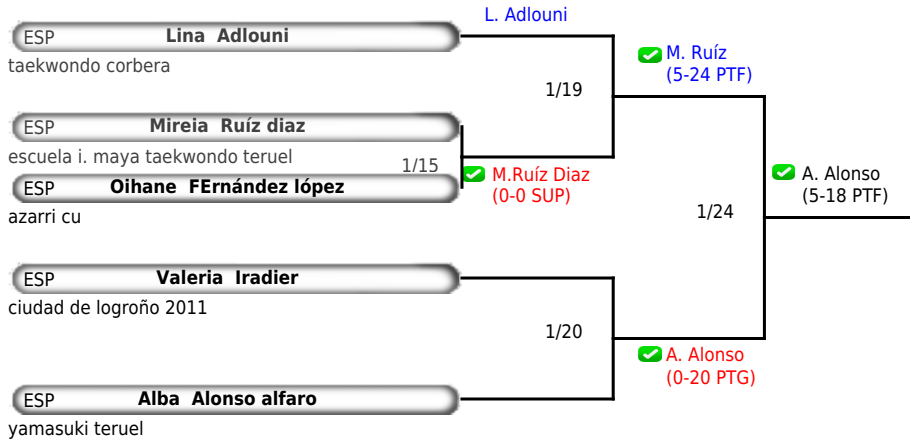 L. Adlouni
ESP Lina Adlouni
taekwondo corbera
M. Ruíz
(5-24 PTF)
1/19
ESP Mireia Ruíz diaz
escuela i. maya taekwondo teruel
1/15
M.Ruíz Diaz
(0-0 SUP)
ESP Oihane FErnández lópez
azarri cu
A. Alonso
(5-18 PTF)
1/24
ESP Valeria Iradier
ciudad de logroño 2011
1/20
A. Alonso
(0-20 PTG)
ESP Alba Alonso alfaro
yamasuki teruel